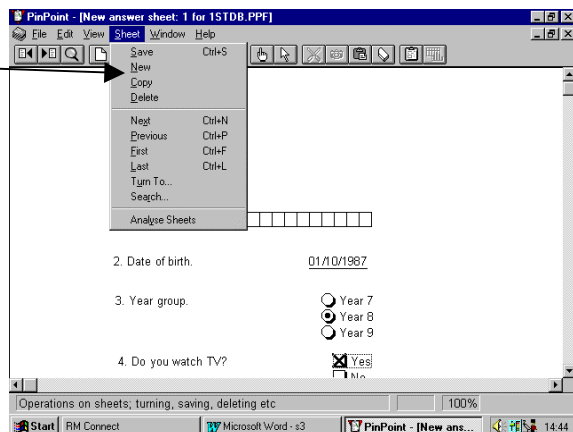 PinPoint - [New answer sheet: 1 for 1STDB.PPF]
File Edit View Sheet Window Help
Save Ctrl+S
New
Copy
Delete
Next Ctrl+N
Previous Ctrl+P
First Ctrl+F
Last Ctrl+L
Turn To...
Search...
Analyse Sheets
2. Date of birth. 01/10/1987
3. Year group. Year 7
Year 8
Year 9
4. Do you watch TV? Yes
No
Operations on sheets; turning, saving, deleting etc 100%
Start RM Connect Microsoft Word - s3 PinPoint - [New ans... 14:44